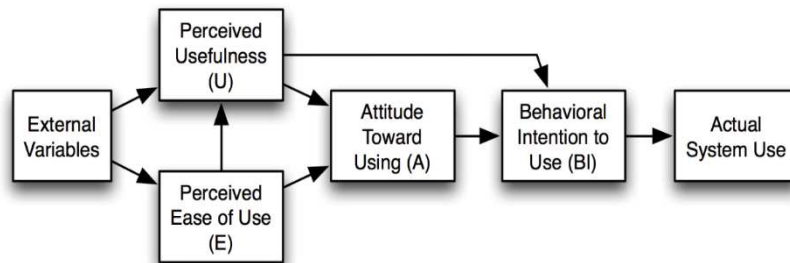 Perceived
Usefulness
(U)
External
Variables
Perceived
Ease of Use
(E)
Attitude
Toward
Using (A)
Behavioral
Intention to
Use (BI)
Actual
System Use